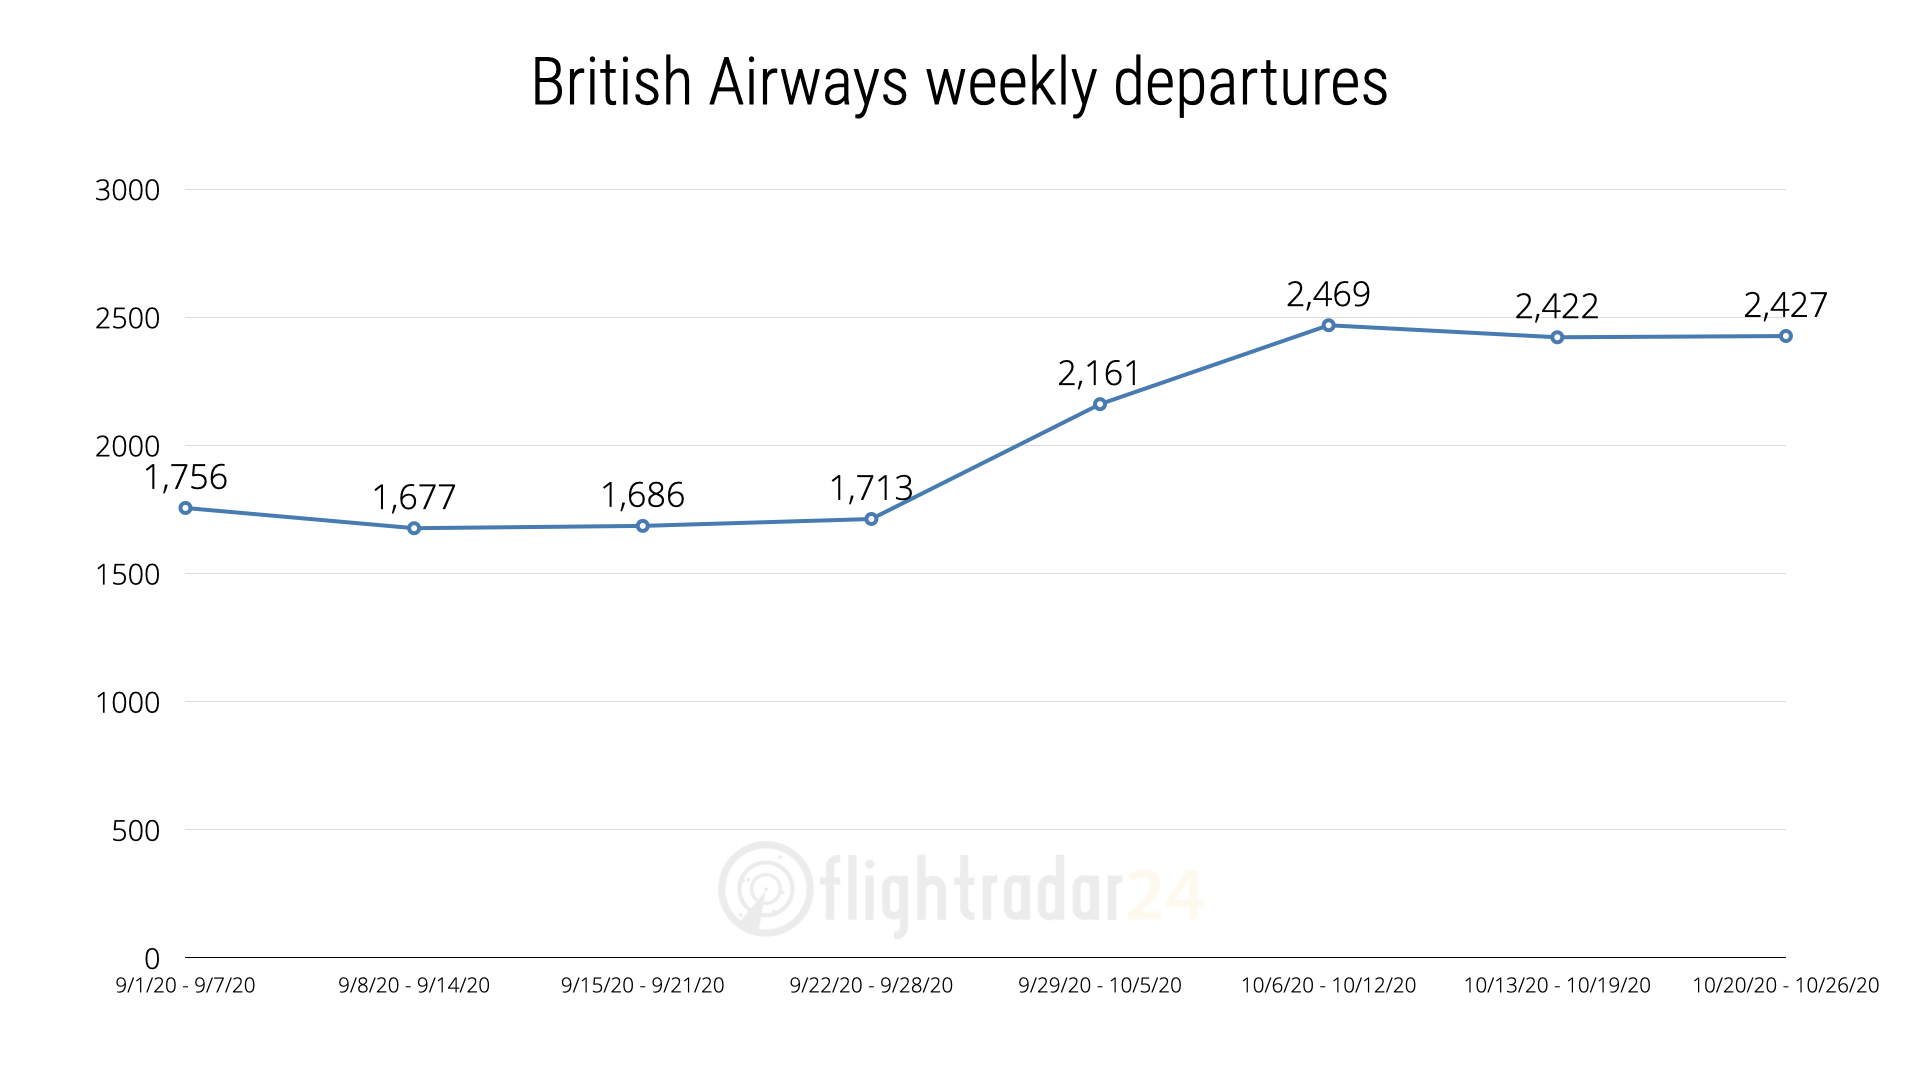 British Airways weekly departures
3000
2500
2000
1500
1000
500
0
1,756
1,677
1,686
1,713
2,161
2,469
2,422
2,427
flightradar24
9/1/20 - 9/7/20
9/8/20 - 9/14/20
9/15/20 - 9/21/20
9/22/20 - 9/28/20
9/29/20 - 10/5/20
10/6/20 - 10/12/20
10/13/20 - 10/19/20
10/20/20 - 10/26/20